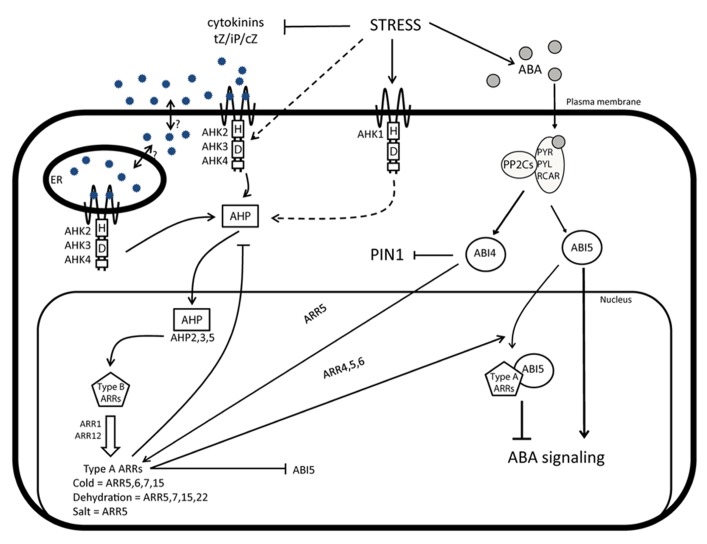 cytokinins
tZ/iP/cZ
STRESS
ABA
Plasma membrane
?
?
ER
AHK2
AHK3
AHK4
H
D
AHK1
H
D
PP2Cs
PYR
PYL
RCAR
AHK2
AHK3
AHK4
H
D
AHP
PIN1
ABI4
ABI5
Nucleus
AHP
AHP2,3,5
ARR5
ARR4,5,6
Type B
ARRs
Type A
ARRs
ABI5
ARR1
ARR12
ABA signaling
Type A ARRs
ABI5
Cold = ARR5,6,7,15
Dehydration = ARR5,7,15,22
Salt = ARR5